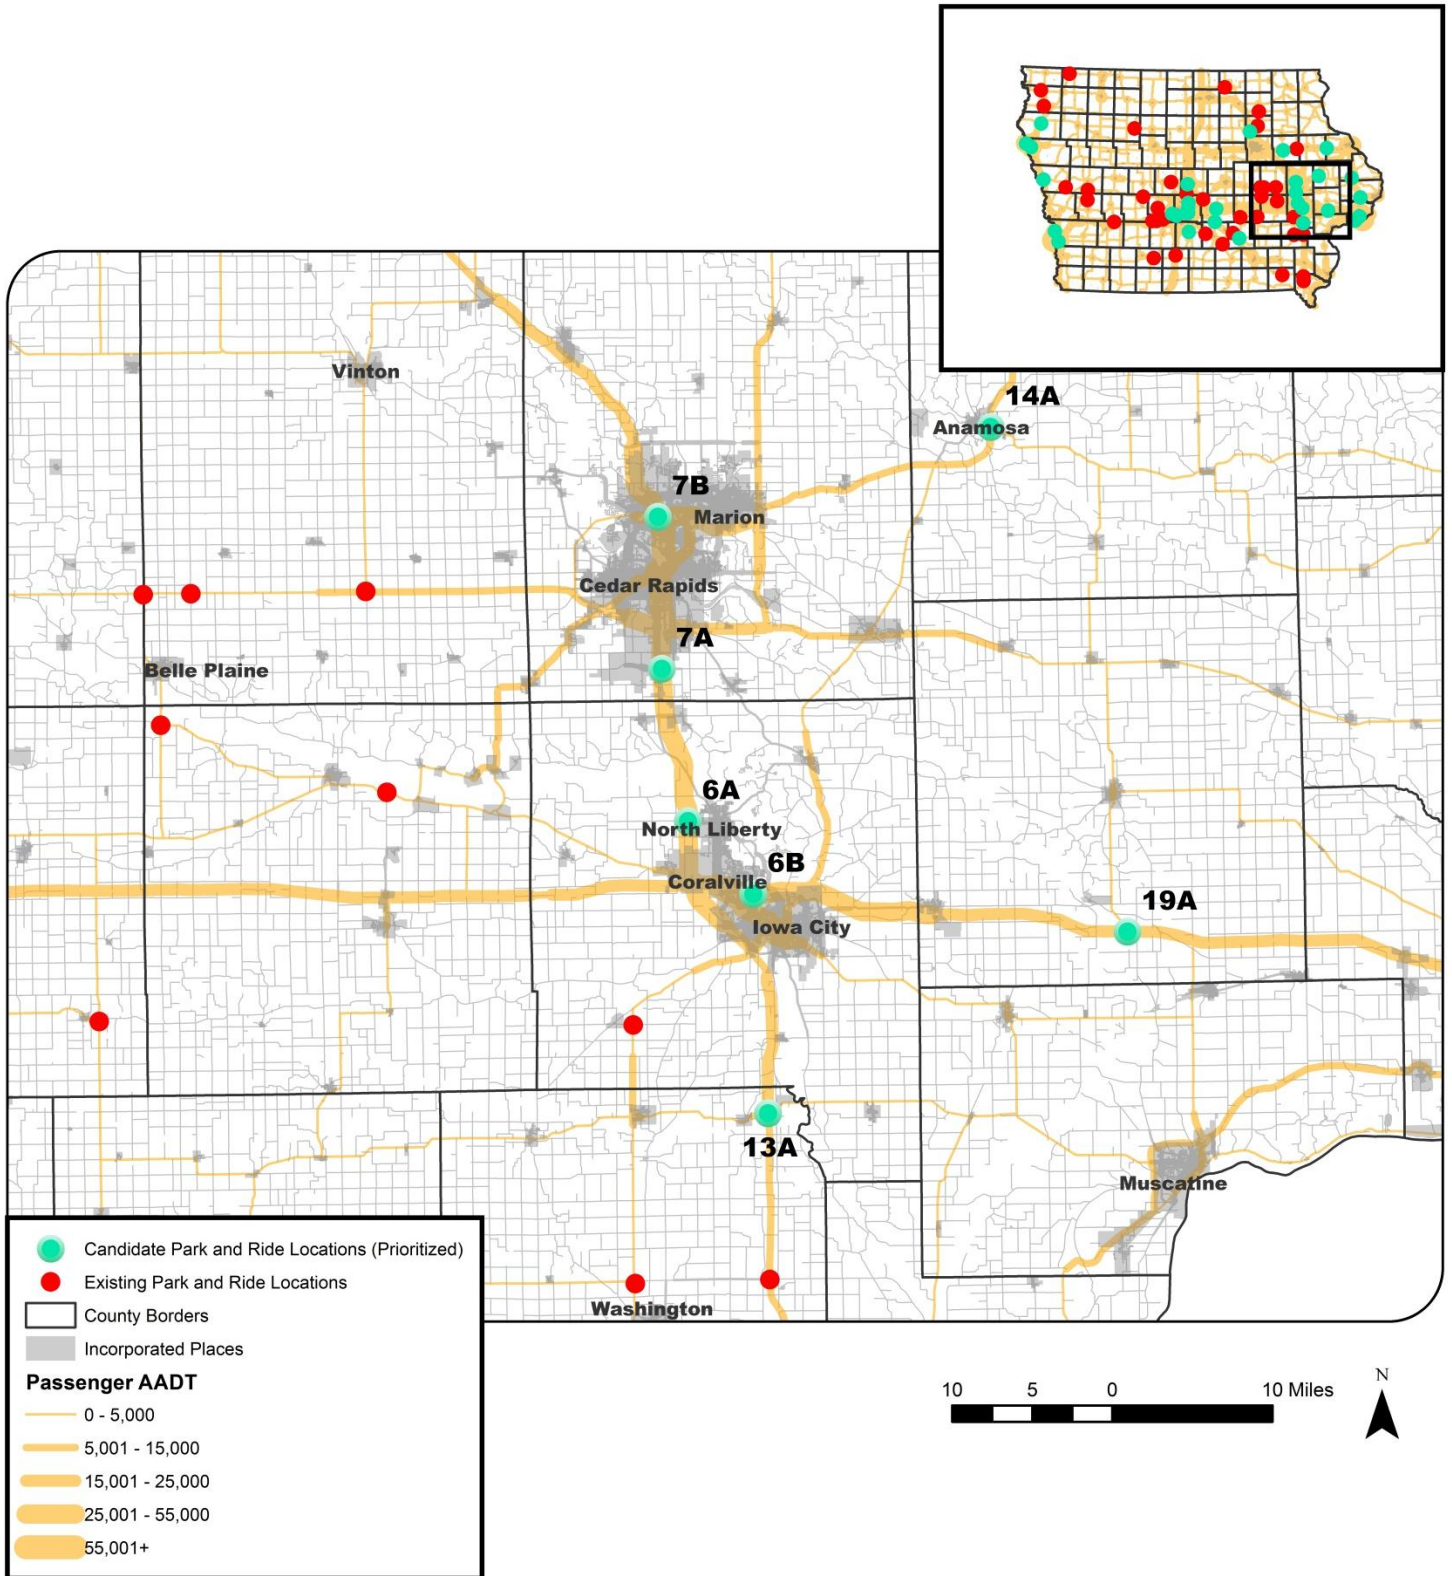 Vinton
14A
Anamosa
7B
Marion
Cedar Rapids
7A
Belle Plaine
6A
North Liberty
6B
Coralville
Iowa City
19A
13A
Muscatine
Washington
Candidate Park and Ride Locations (Prioritized)
Existing Park and Ride Locations
County Borders
Incorporated Places
Passenger AADT
0 - 5,000
5,001 - 15,000
15,001 - 25,000
25,001 - 55,000
55,001+
10 5 0 10 Miles
N